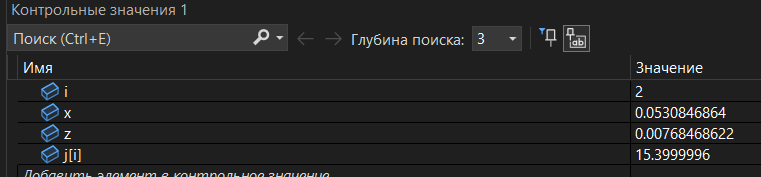 Контрольные значения 1
Поиск (Ctrl+E) Глубина поиска: 3
Имя Значение
i 2
x 0.0530846864
z 0.00768468622
j[i] 15.3999996
Добавить элемент в контрольное значение